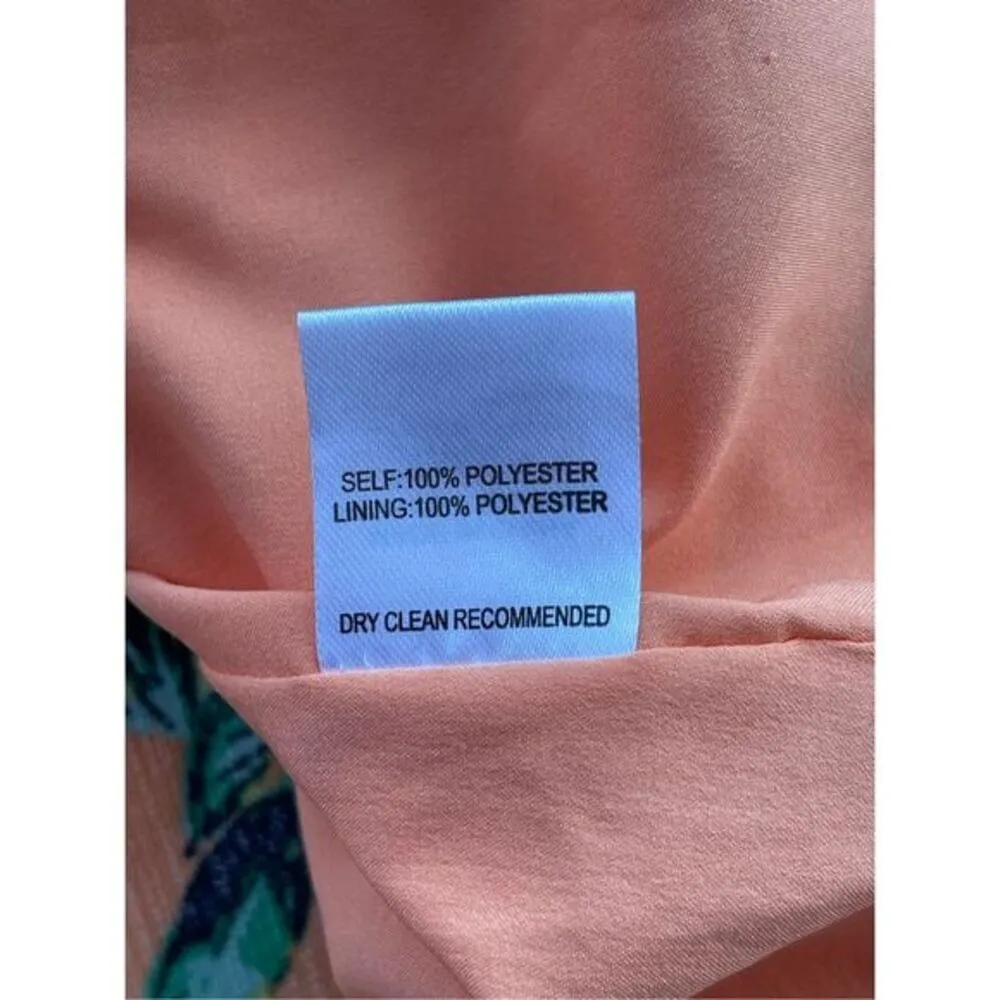 SELF:100% POLYESTER
LINING:100% POLYESTER
DRY CLEAN RECOMMENDED